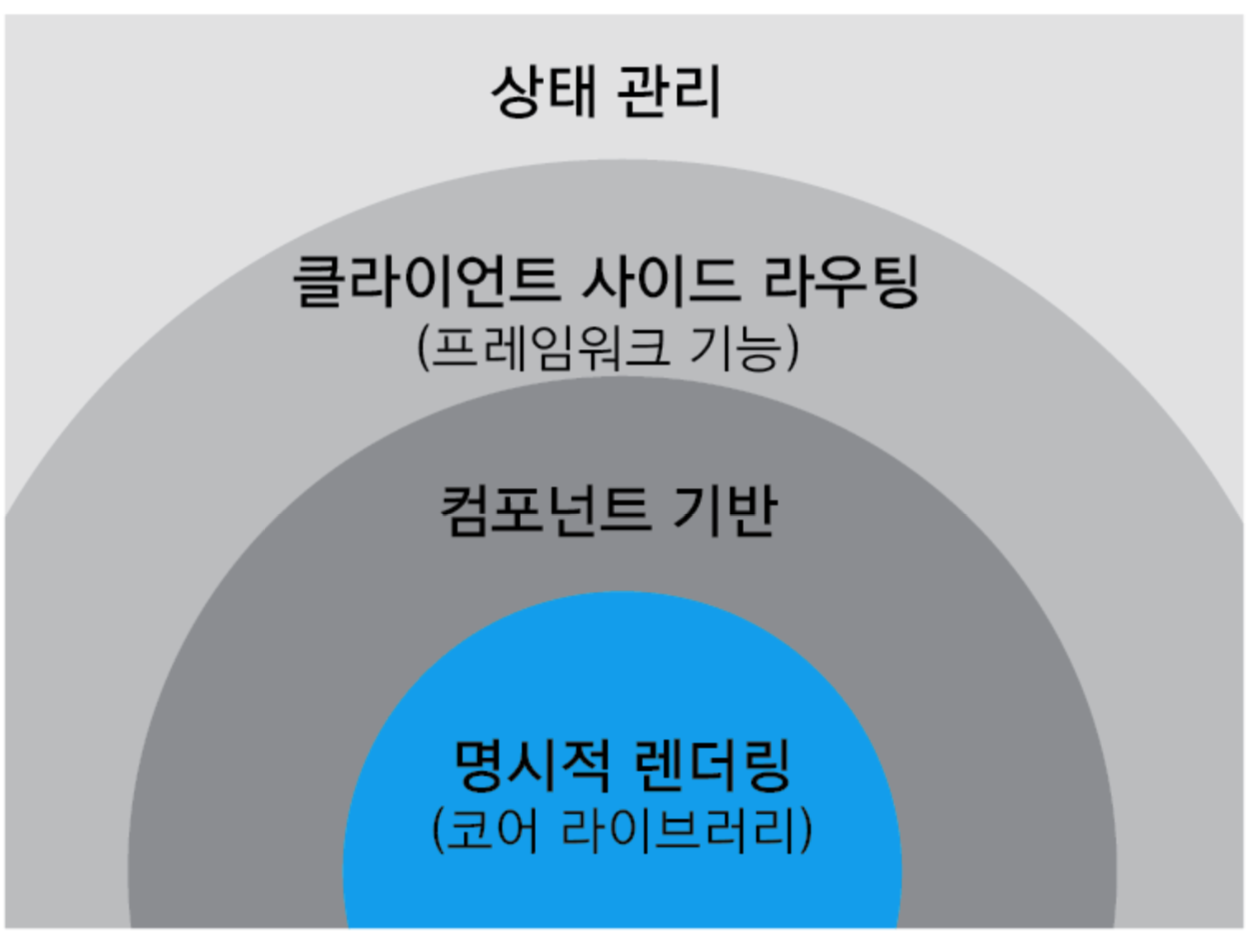 상태 관리
클라이언트 사이드 라우팅
(프레임워크 기능)
컴포넌트 기반
명시적 렌더링
(코어 라이브러리)